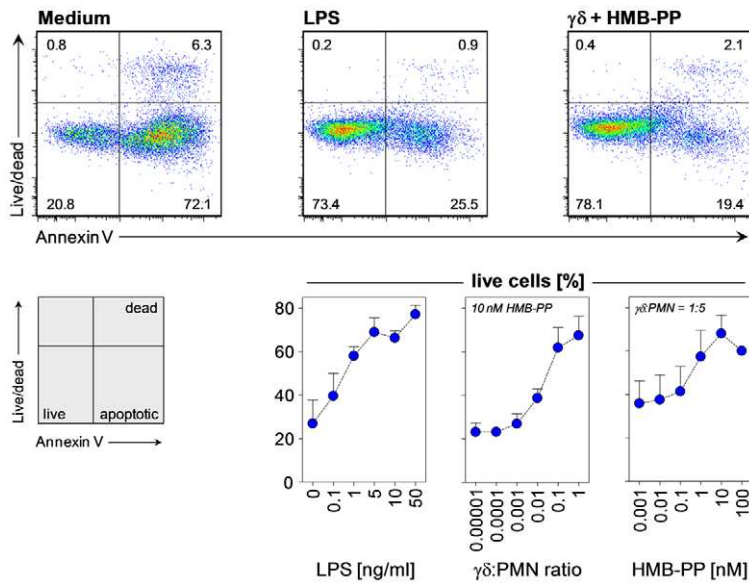 Medium
LPS
γδ + HMB-PP
0.8
6.3
0.2
0.9
0.4
2.1
Live/dead
20.8
72.1
73.4
25.5
78.1
19.4
Annexin V
live cells [%]
dead
live
apoptotic
Live/dead
Annexin V
80
60
40
20
0
0
0.1
1
5
10
50
LPS [ng/ml]
10 nM HMB-PP
0.00001
0.0001
0.001
0.01
0.1
1
γδ:PMN ratio
γδ:PMN = 1:5
0.001
0.01
0.1
1
10
100
HMB-PP [nM]